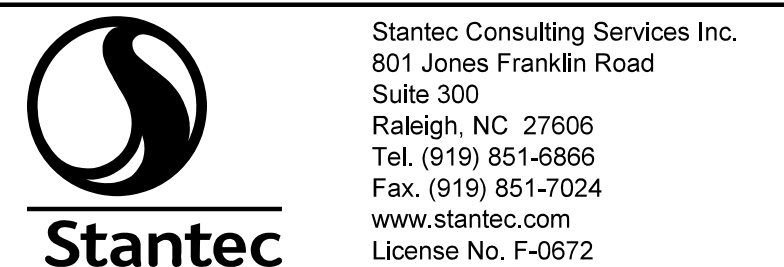 Stantec
Stantec Consulting Services Inc.
801 Jones Franklin Road
Suite 300
Raleigh, NC  27606
Tel. (919) 851-6866
Fax. (919) 851-7024
www.stantec.com
License No. F-0672